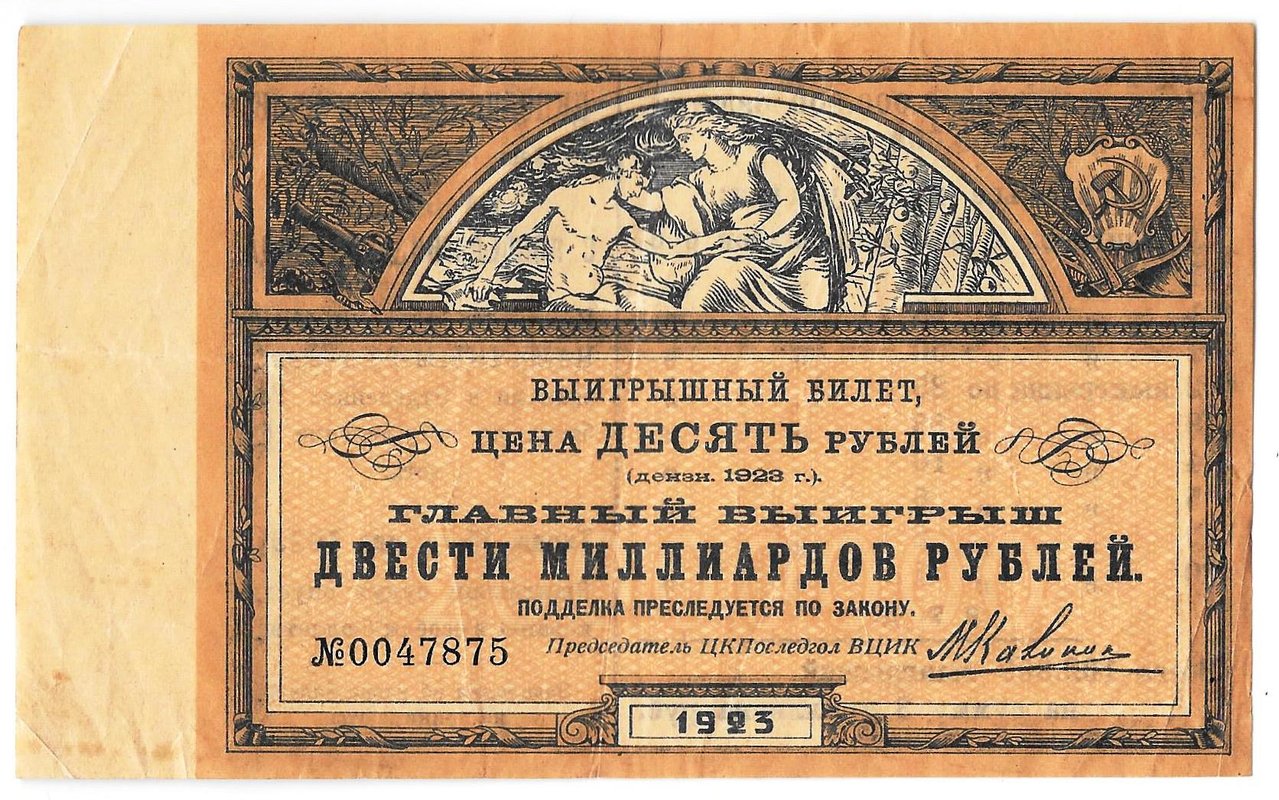 ВЫИГРЫШНЫЙ БИЛЕТ,
ЦЕНА ДЕСЯТЬ РУБЛЕЙ
(дензн. 1923 г.).
ГЛАВНЫЙ ВЫИГРЫШ
ДВЕСТИ МИЛЛИАРДОВ РУБЛЕЙ.
ПОДДЕЛКА ПРЕСЛЕДУЕТСЯ ПО ЗАКОНУ.
№0047875 Председатель ЦКПоследгол ВЦИК МКалинин
1923